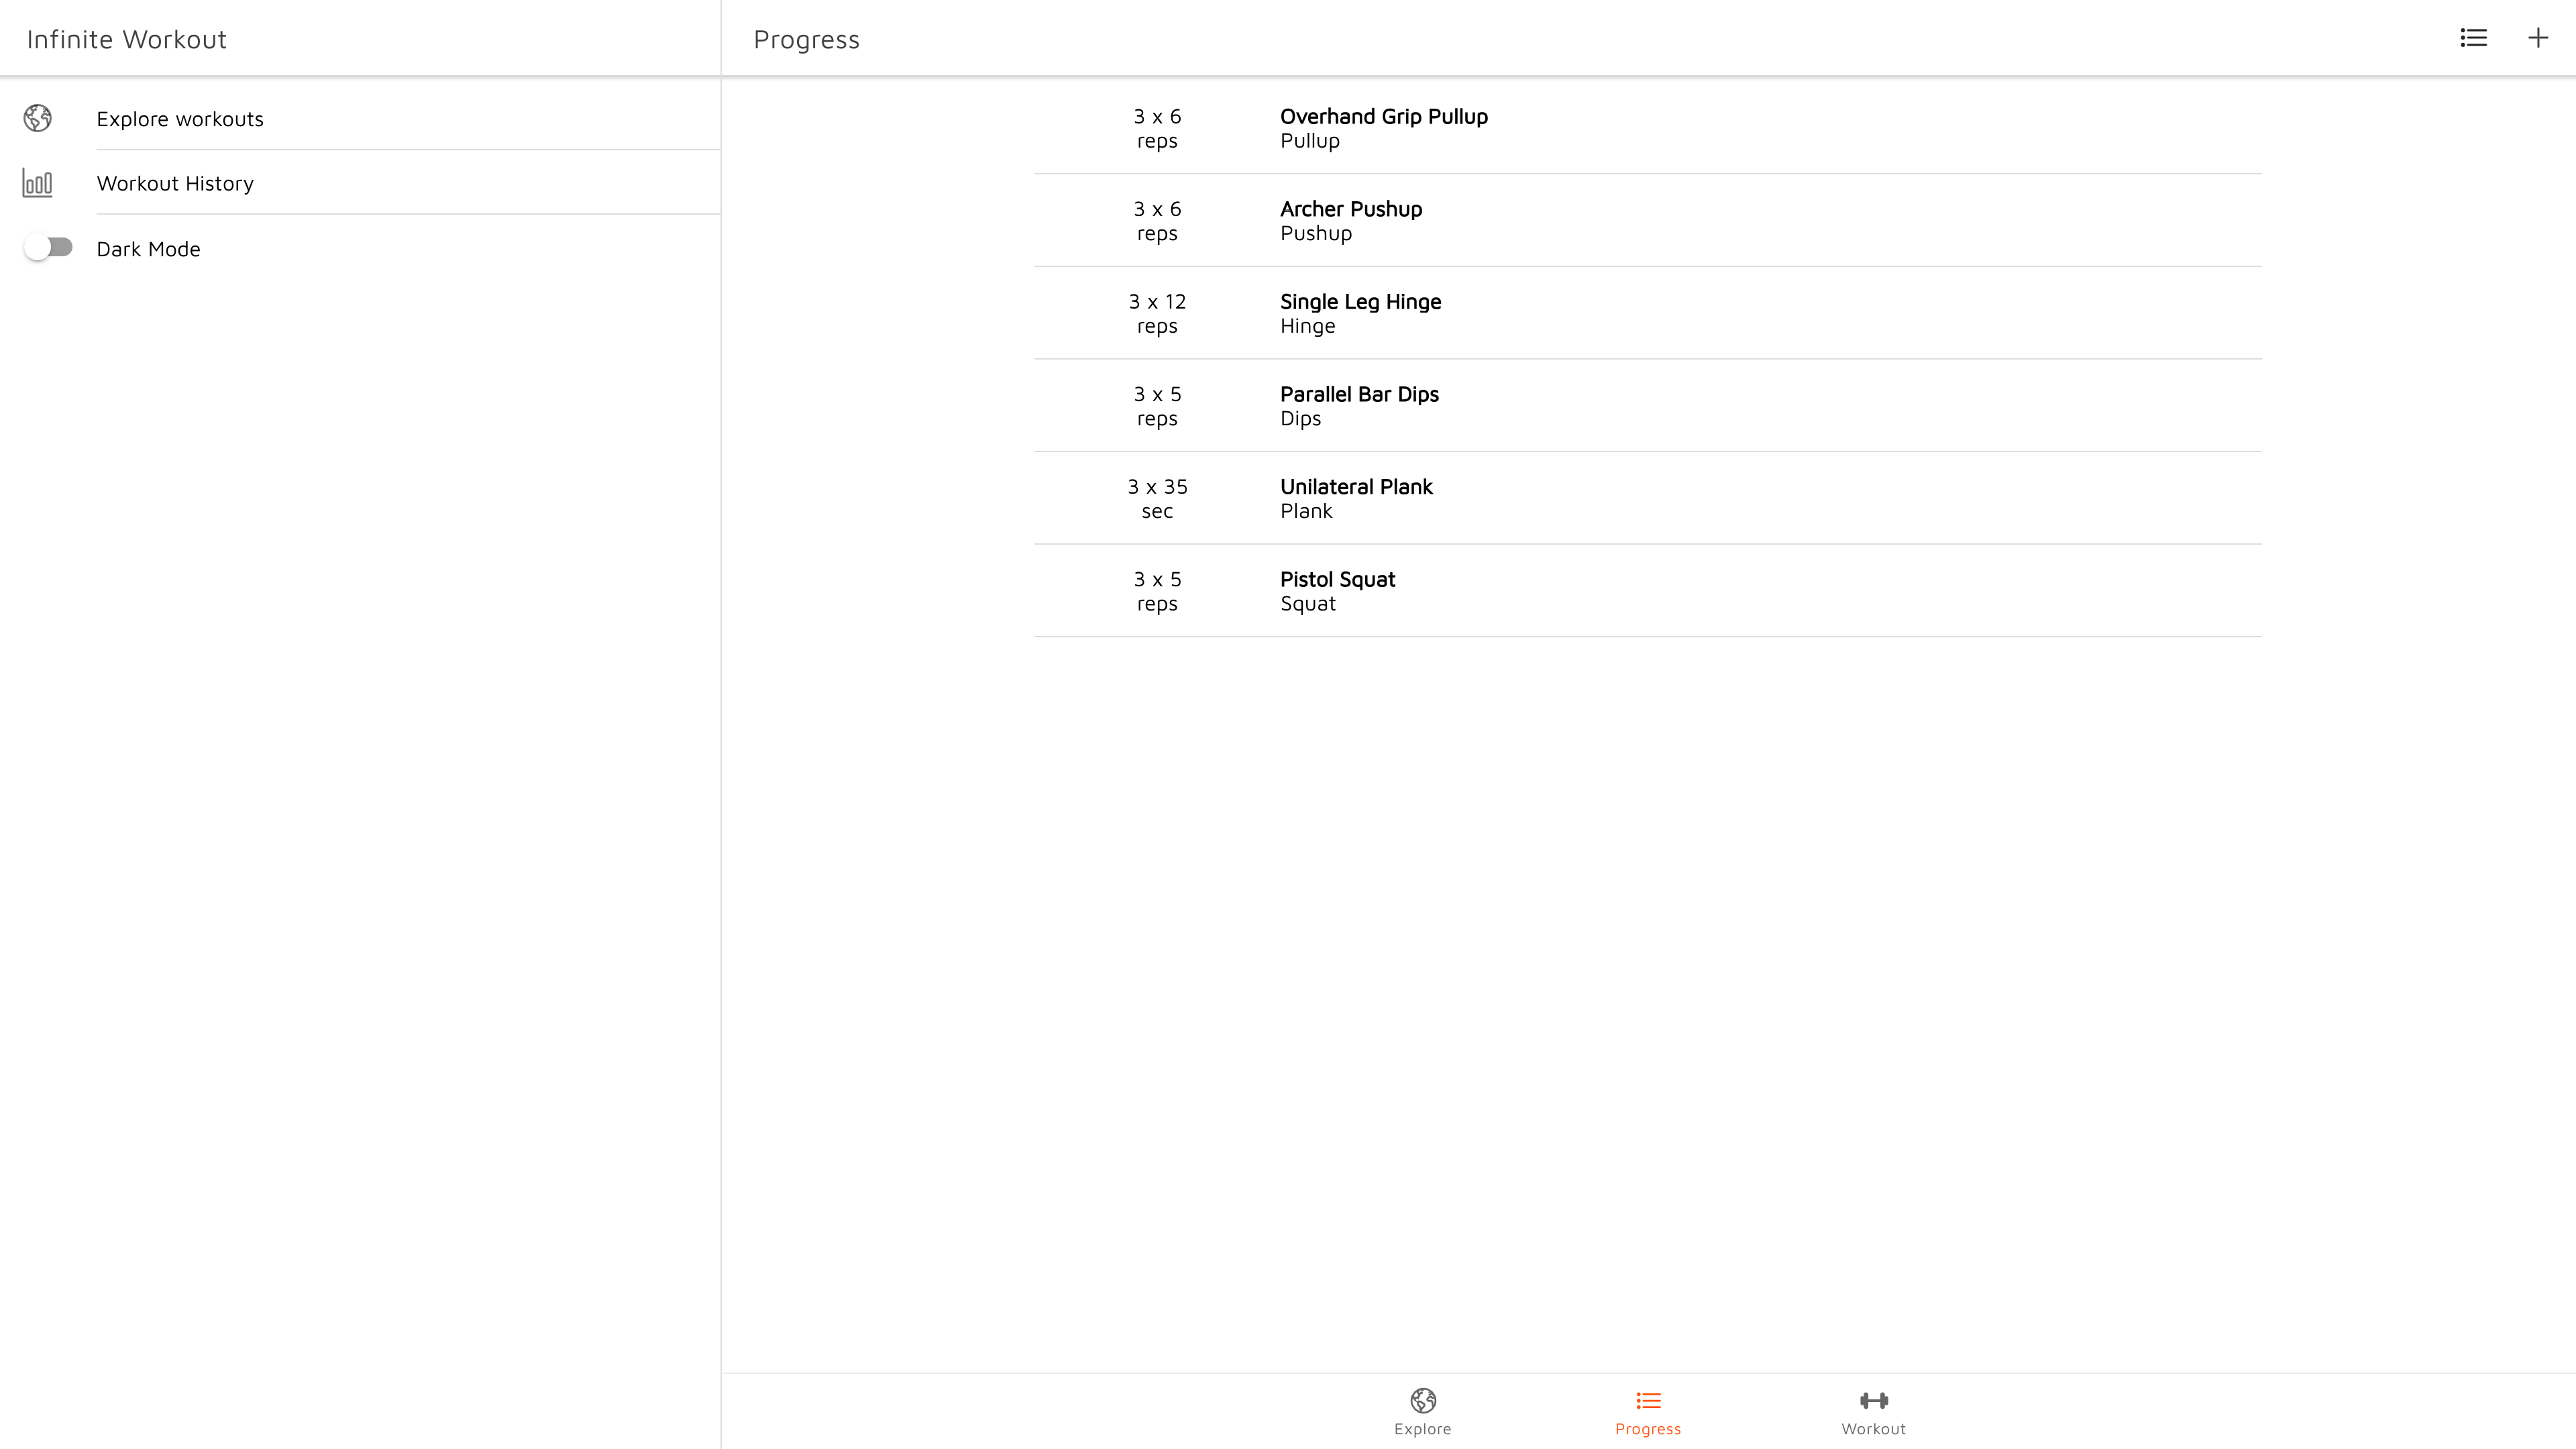 Infinite Workout
Explore workouts
Workout History
Dark Mode
Progress
3 x 6
reps
Overhand Grip Pullup
Pullup
3 x 6
reps
Archer Pushup
Pushup
3 x 12
reps
Single Leg Hinge
Hinge
3 x 5
reps
Parallel Bar Dips
Dips
3 x 35
sec
Unilateral Plank
Plank
3 x 5
reps
Pistol Squat
Squat
Explore
Progress
Workout